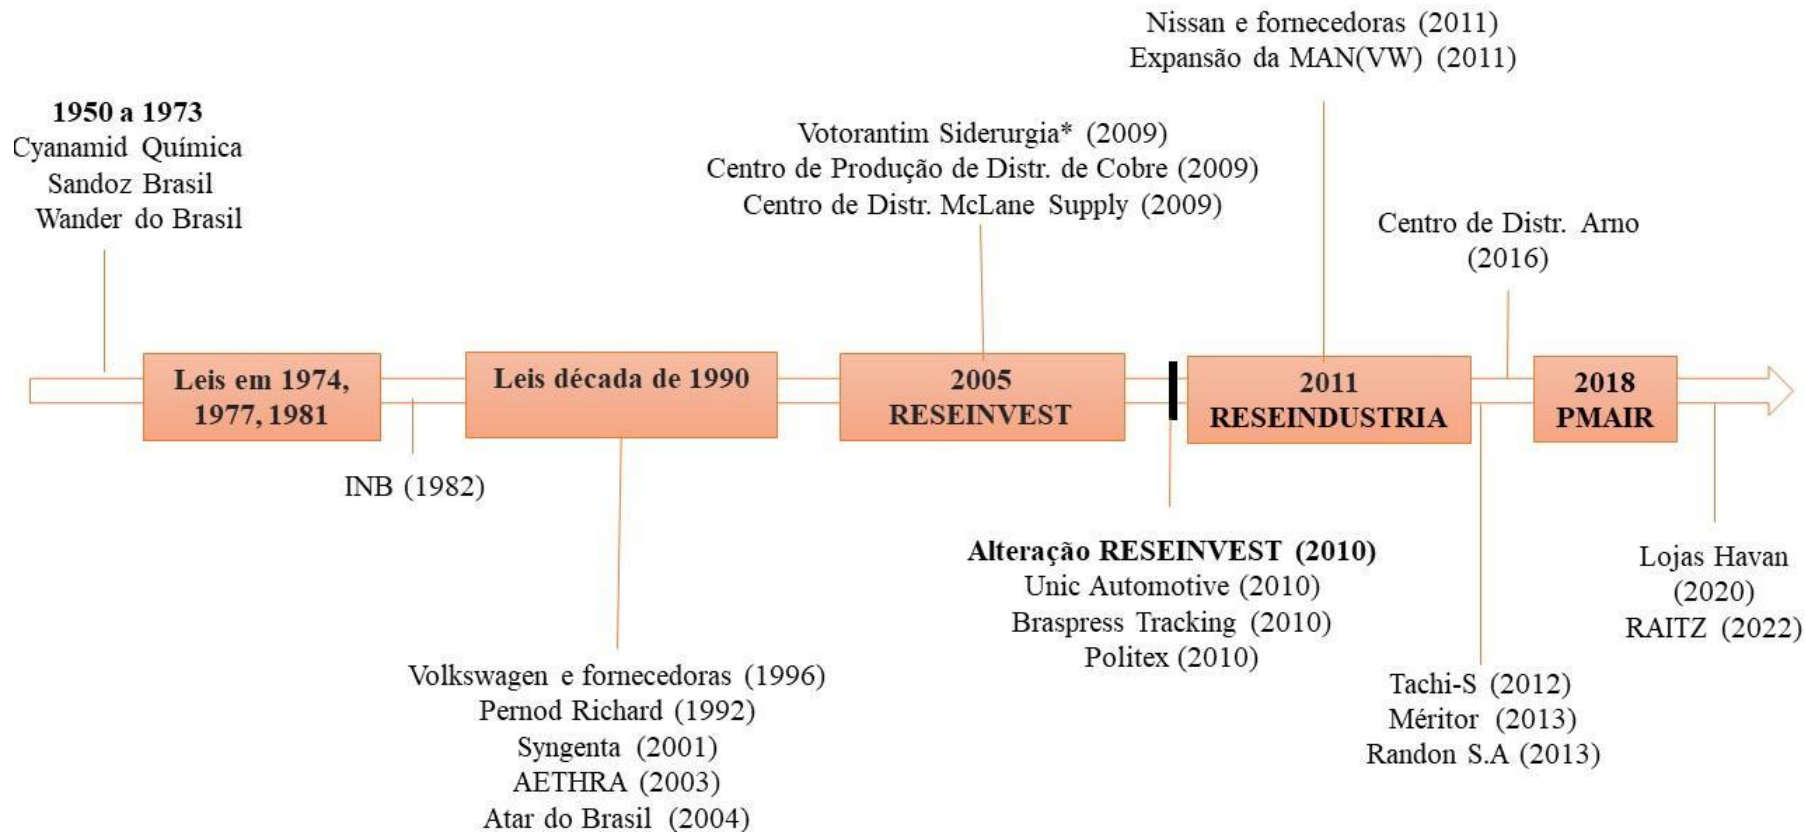 1950 a 1973
Cyanamid Química
Sandoz Brasil
Wander do Brasil
Leis em 1974,
1977, 1981
INB (1982)
Leis década de 1990
Volkswagen e fornecedoras (1996)
Pernod Richard (1992)
Syngenta (2001)
AETHRA (2003)
Atar do Brasil (2004)
Votorantim Siderurgia* (2009)
Centro de Produção de Distr. de Cobre (2009)
Centro de Distr. McLane Supply (2009)
2005
RESEINVEST
Alteração RESEINVEST (2010)
Unic Automotive (2010)
Braspress Tracking (2010)
Politex (2010)
Nissan e fornecedoras (2011)
Expansão da MAN(VW) (2011)
2011
RESEINDUSTRIA
Centro de Distr. Arno
(2016)
Tachi-S (2012)
Méritor (2013)
Randon S.A (2013)
2018
PMAIR
Lojas Havan
(2020)
RAITZ (2022)